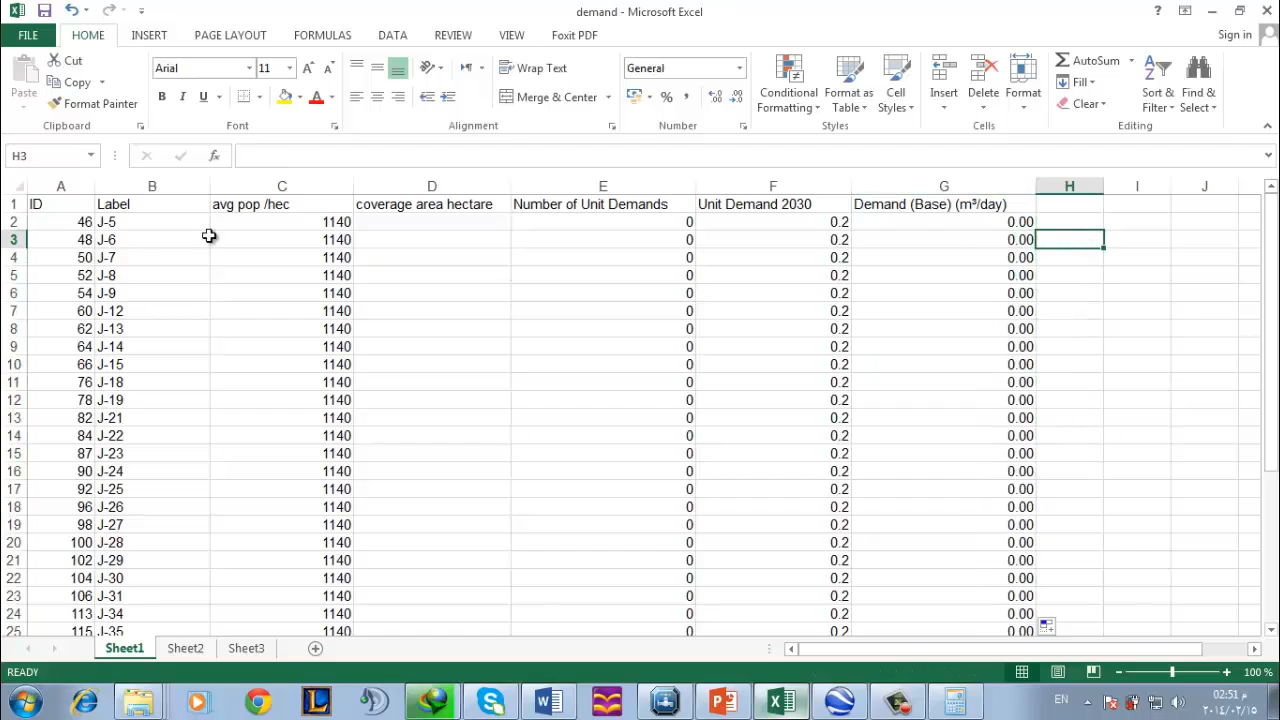 demand - Microsoft Excel
FILE HOME INSERT PAGE LAYOUT FORMULAS DATA REVIEW VIEW Foxit PDF Sign in
Paste Cut Copy Format Painter Clipboard
Arial 11 B I U A Font
Wrap Text Merge & Center Alignment
General % , Number
Conditional Formatting Format as Table Cell Styles Styles
Insert Delete Format Cells
AutoSum Fill Clear Sort & Filter Find & Select Editing
H3 fx
A B C D E F G H I J
1 ID Label avg pop /hec coverage area hectare Number of Unit Demands Unit Demand 2030 Demand (Base) (m³/day)
2 46 J-5 1140 0 0.2 0.00
3 48 J-6 1140 0 0.2 0.00
4 50 J-7 1140 0 0.2 0.00
5 52 J-8 1140 0 0.2 0.00
6 54 J-9 1140 0 0.2 0.00
7 60 J-12 1140 0 0.2 0.00
8 62 J-13 1140 0 0.2 0.00
9 64 J-14 1140 0 0.2 0.00
10 66 J-15 1140 0 0.2 0.00
11 76 J-18 1140 0 0.2 0.00
12 78 J-19 1140 0 0.2 0.00
13 82 J-21 1140 0 0.2 0.00
14 84 J-22 1140 0 0.2 0.00
15 87 J-23 1140 0 0.2 0.00
16 90 J-24 1140 0 0.2 0.00
17 92 J-25 1140 0 0.2 0.00
18 96 J-26 1140 0 0.2 0.00
19 98 J-27 1140 0 0.2 0.00
20 100 J-28 1140 0 0.2 0.00
21 102 J-29 1140 0 0.2 0.00
22 104 J-30 1140 0 0.2 0.00
23 106 J-31 1140 0 0.2 0.00
24 113 J-34 1140 0 0.2 0.00
25 115 J-35 1140 0 0.2 0.00
Sheet1 Sheet2 Sheet3
READY 100 %
EN 02:51 م
٢٠١٤/٠٢/١٥